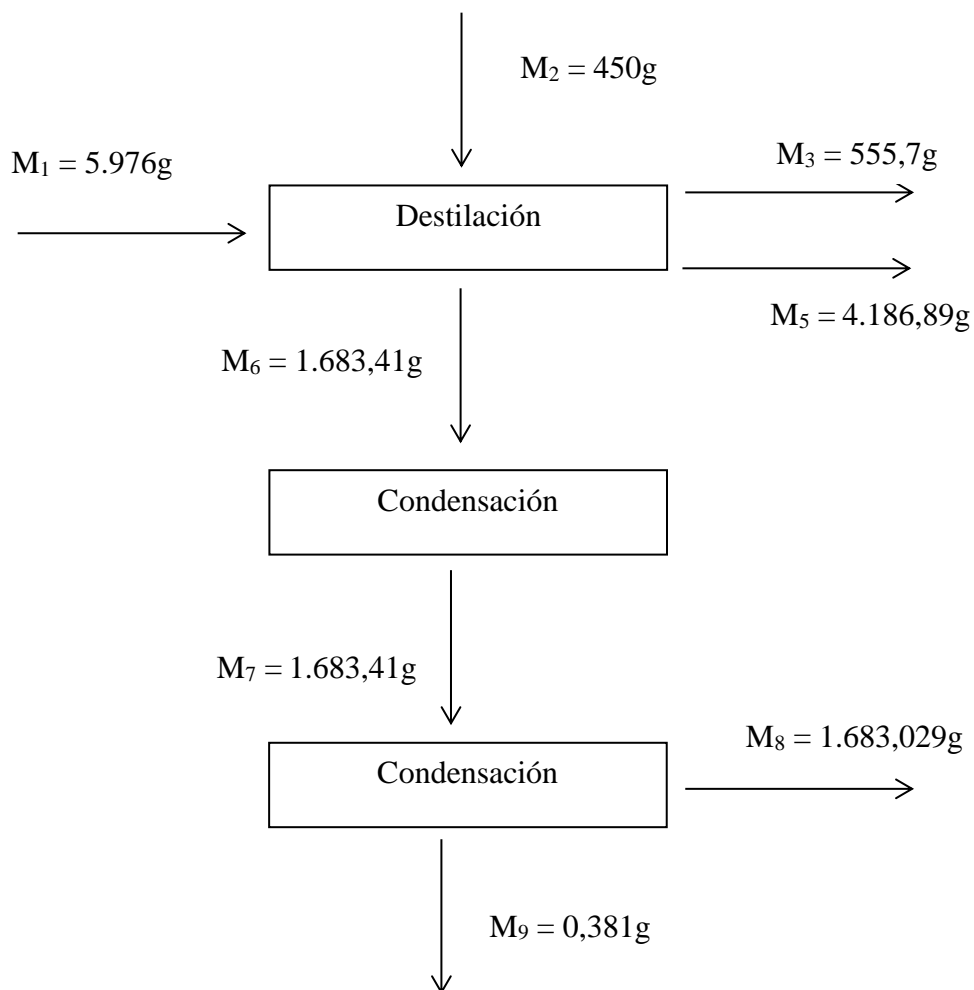 M₂ = 450g
M₁ = 5.976g
M₃ = 555,7g
Destilación
M₅ = 4.186,89g
M₆ = 1.683,41g
Condensación
M₇ = 1.683,41g
M₈ = 1.683,029g
Condensación
M₉ = 0,381g